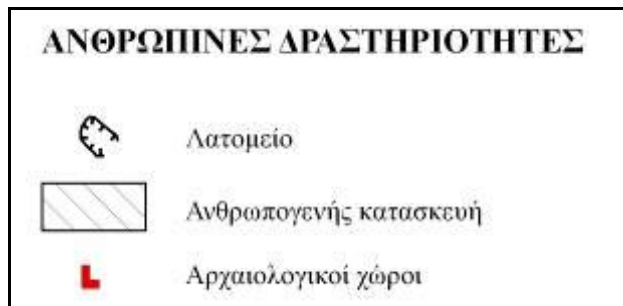 ΑΝΘΡΩΠΙΝΕΣ ΔΡΑΣΤΗΡΙΟΤΗΤΕΣ
Λατομείο
Ανθρωπογενής κατασκευή
Αρχαιολογικοί χώροι